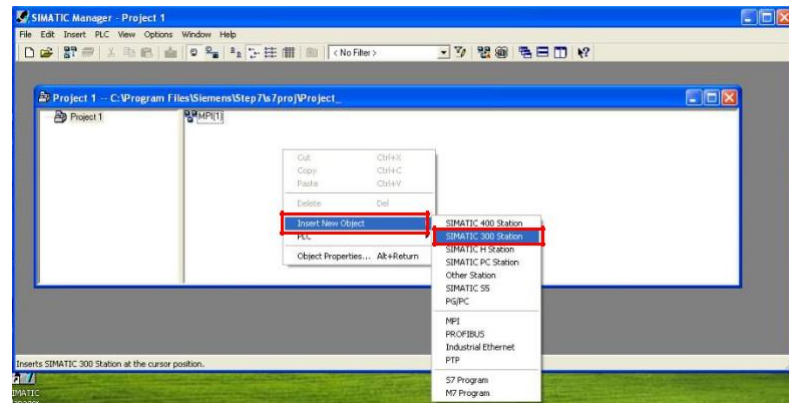 SIMATIC Manager - Project 1
File Edit Insert PLC View Options Window Help
< No Filter >
Project 1 -- C:\Program Files\Siemens\Step7\s7proj\Project_
Project 1
MPI(1)
Cut Ctrl+X
Copy Ctrl+C
Paste Ctrl+V
Delete Del
Insert New Object
PLC
Object Properties... Alt+Return
SIMATIC 400 Station
SIMATIC 300 Station
SIMATIC H Station
SIMATIC PC Station
Other Station
SIMATIC S5
PG/PC
MPI
PROFIBUS
Industrial Ethernet
PTP
S7 Program
M7 Program
Inserts SIMATIC 300 Station at the cursor position.
IMATIC